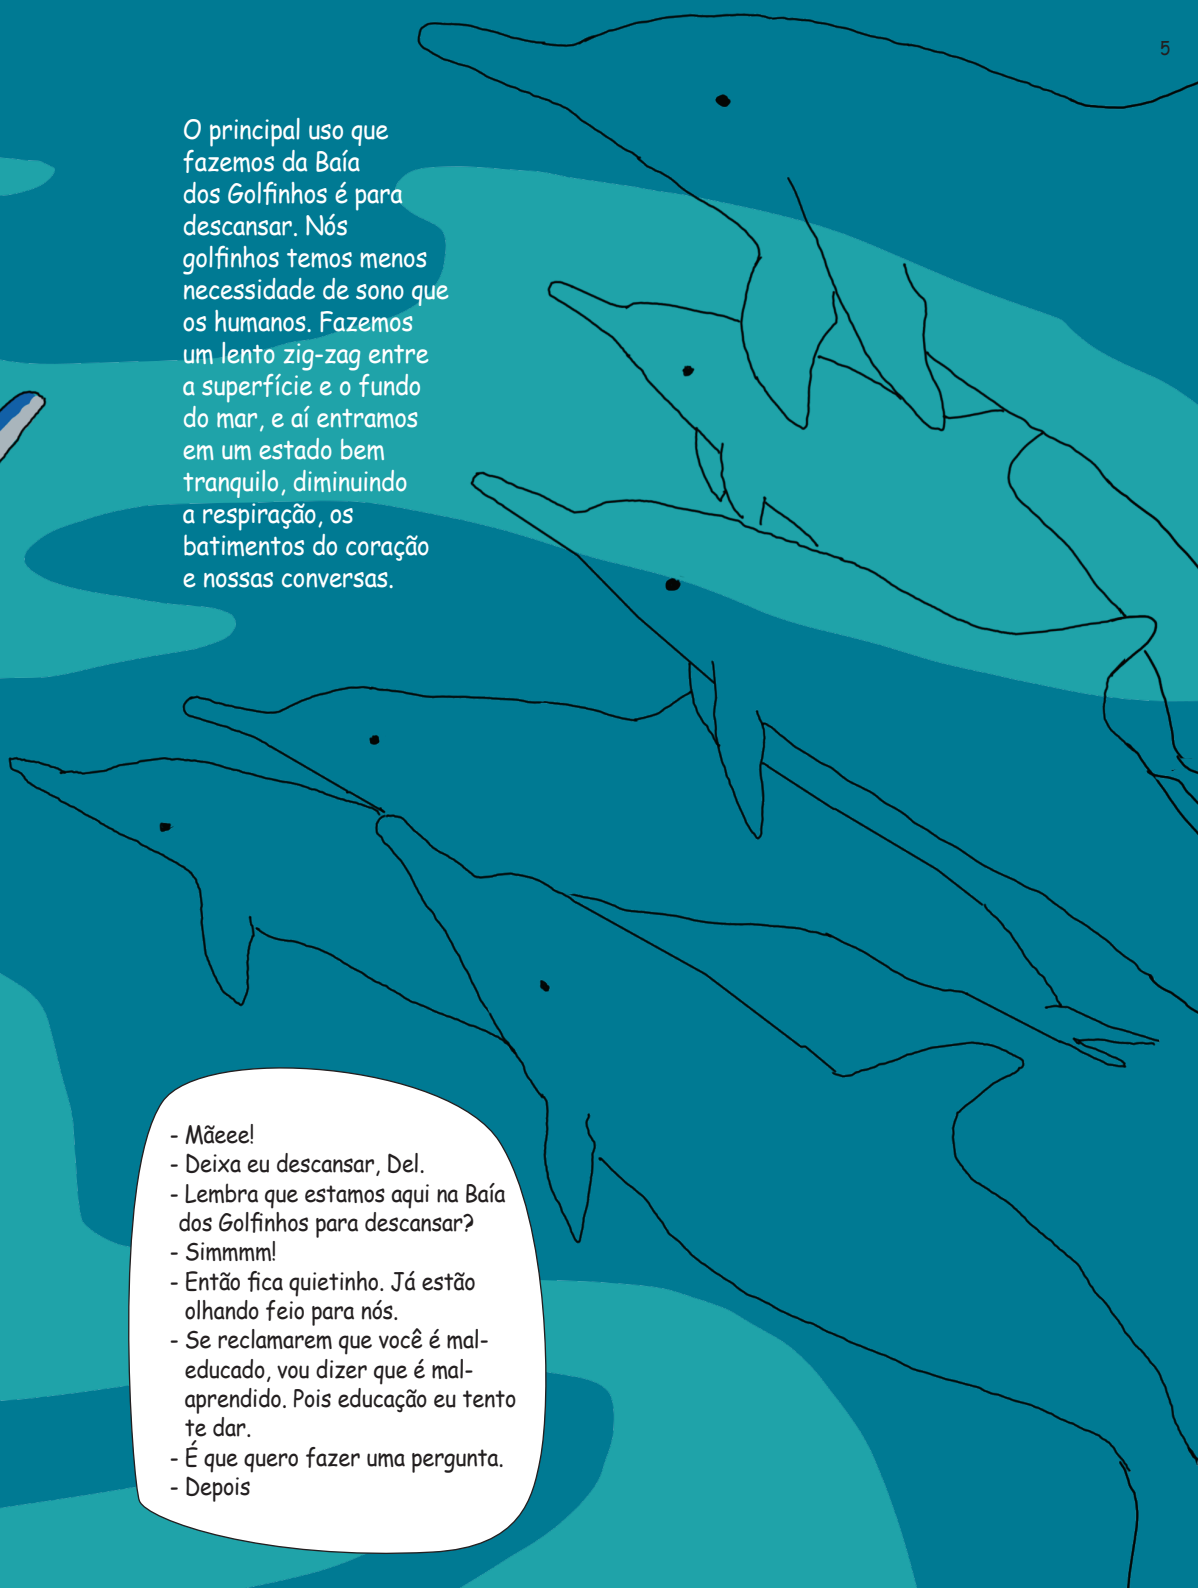 5
O principal uso que
fazemos da Baía
dos Golfinhos é para
descansar. Nós
golfinhos temos menos
necessidade de sono que
os humanos. Fazemos
um lento zig-zag entre
a superfície e o fundo
do mar, e aí entramos
em um estado bem
tranquilo, diminuindo
a respiração, os
batimentos do coração
e nossas conversas.
- Mãeee!
- Deixa eu descansar, Del.
- Lembra que estamos aqui na Baía
dos Golfinhos para descansar?
- Simmmm!
- Então fica quietinho. Já estão
olhando feio para nós.
- Se reclamarem que você é mal-
educado, vou dizer que é mal-
aprendido. Pois educação eu tento
te dar.
- É que quero fazer uma pergunta.
- Depois